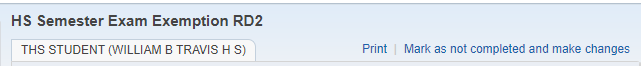 HS Semester Exam Exemption RD2
THS STUDENT (WILLIAM B TRAVIS H S) Print | Mark as not completed and make changes